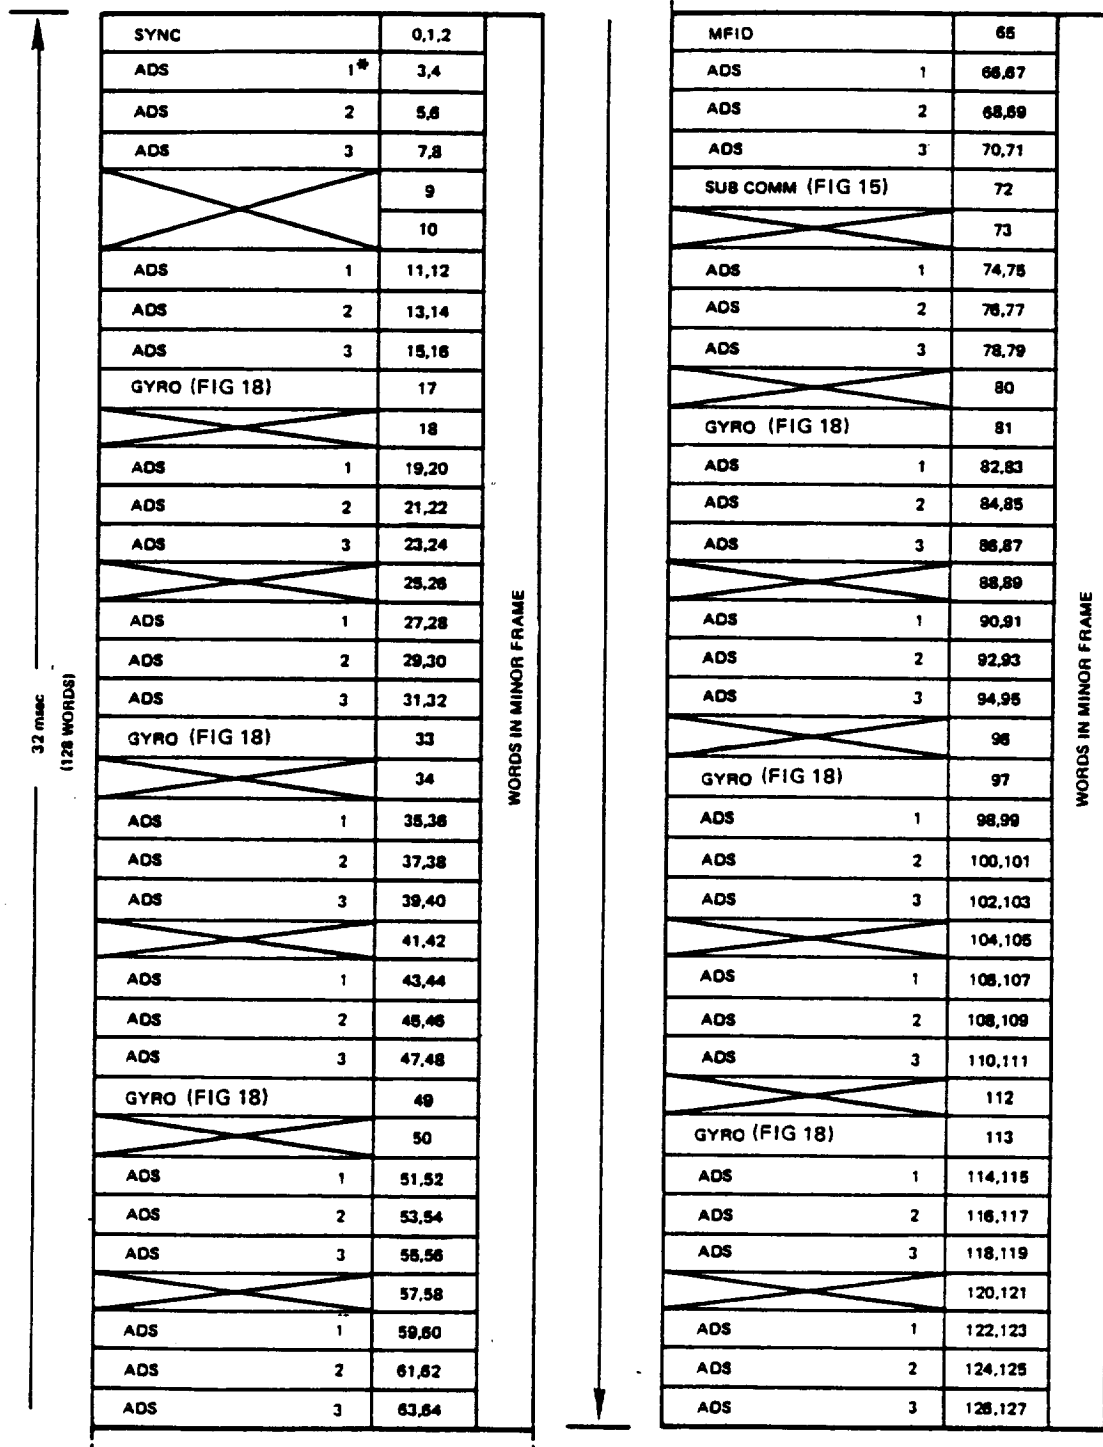 32 msec
(128 WORDS)
SYNC 0,1,2
ADS 1* 3,4
ADS 2 5,6
ADS 3 7,8
9
10
ADS 1 11,12
ADS 2 13,14
ADS 3 15,16
GYRO (FIG 18) 17
18
ADS 1 19,20
ADS 2 21,22
ADS 3 23,24
25,26
ADS 1 27,28
ADS 2 29,30
ADS 3 31,32
GYRO (FIG 18) 33
34
ADS 1 35,36
ADS 2 37,38
ADS 3 39,40
41,42
ADS 1 43,44
ADS 2 45,46
ADS 3 47,48
GYRO (FIG 18) 49
50
ADS 1 51,52
ADS 2 53,54
ADS 3 55,56
57,58
ADS 1 59,60
ADS 2 61,62
ADS 3 63,64
WORDS IN MINOR FRAME
MFID 65
ADS 1 66,67
ADS 2 68,69
ADS 3 70,71
SUB COMM (FIG 15) 72
73
ADS 1 74,75
ADS 2 76,77
ADS 3 78,79
80
GYRO (FIG 18) 81
ADS 1 82,83
ADS 2 84,85
ADS 3 86,87
88,89
ADS 1 90,91
ADS 2 92,93
ADS 3 94,95
96
GYRO (FIG 18) 97
ADS 1 98,99
ADS 2 100,101
ADS 3 102,103
104,105
ADS 1 106,107
ADS 2 108,109
ADS 3 110,111
112
GYRO (FIG 18) 113
ADS 1 114,115
ADS 2 116,117
ADS 3 118,119
120,121
ADS 1 122,123
ADS 2 124,125
ADS 3 126,127
WORDS IN MINOR FRAME